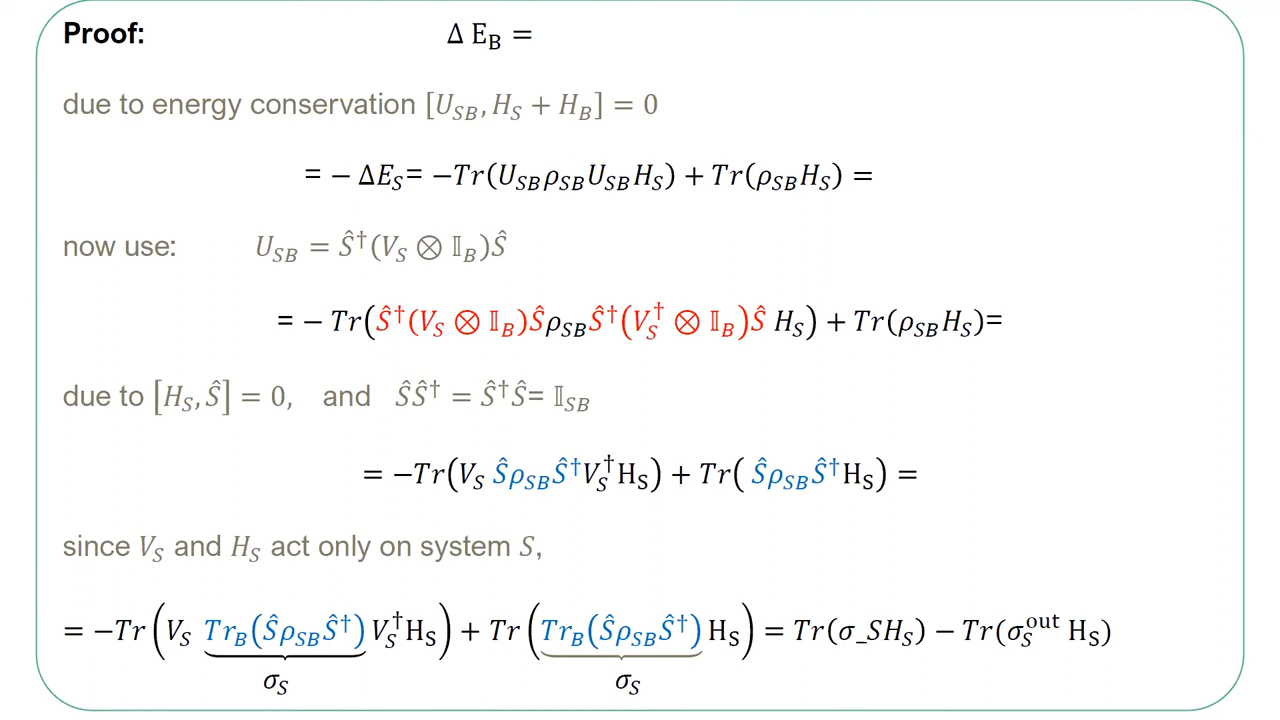 Proof: Δ E_B =
due to energy conservation [U_SB, H_S + H_B] = 0
= − ΔE_S= −Tr(U_SB ρ_SB U_SB H_S) + Tr(ρ_SB H_S) =
now use: U_SB = Ŝ†(V_S ⊗ 𝕀_B)Ŝ
= − Tr(Ŝ†(V_S ⊗ 𝕀_B)Ŝρ_SB Ŝ†(V_S† ⊗ 𝕀_B)Ŝ H_S) + Tr(ρ_SB H_S)=
due to [H_S, Ŝ] = 0, and ŜŜ† = Ŝ†Ŝ= 𝕀_SB
= −Tr(V_S Ŝρ_SB Ŝ†V_S†H_S) + Tr( Ŝρ_SB Ŝ†H_S) =
since V_S and H_S act only on system S,
= −Tr(V_S Tr_B(Ŝρ_SB Ŝ†) V_S†H_S) + Tr(Tr_B(Ŝρ_SB Ŝ†) H_S) = Tr(σ_SH_S) − Tr(σ_S^out H_S)
σ_S σ_S